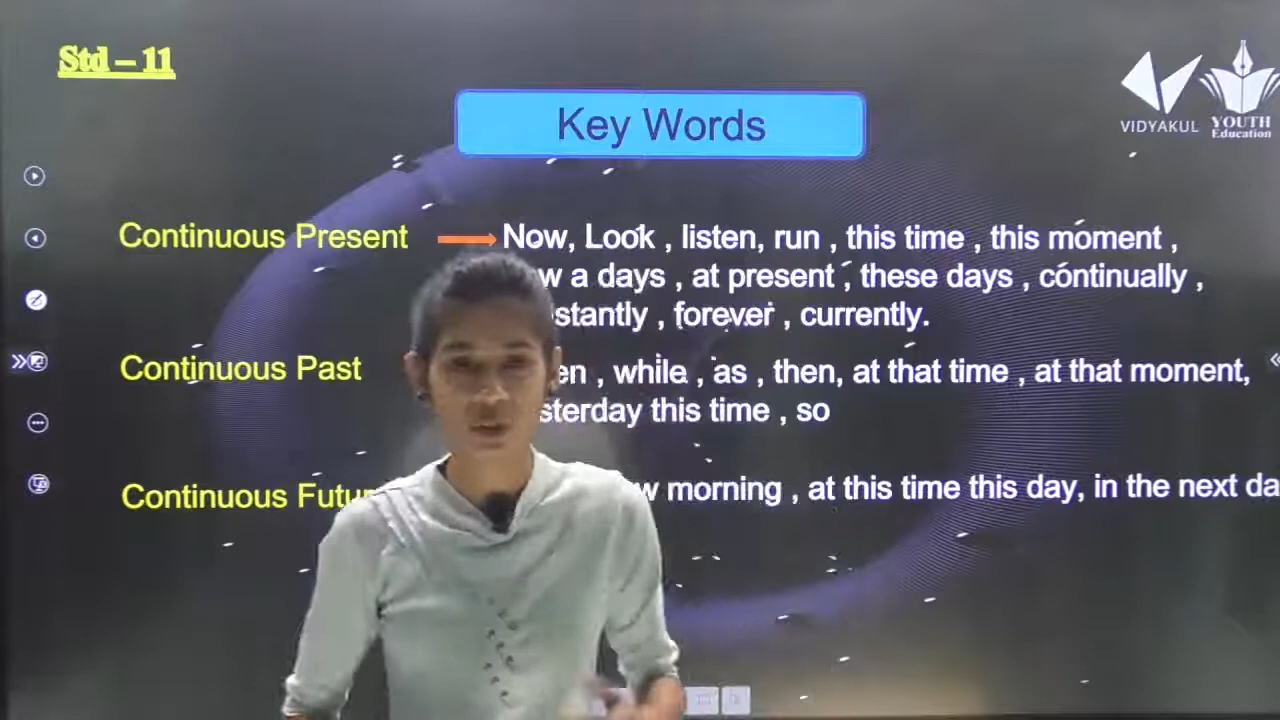 Std – 11
VIDYAKUL
YOUTH
Education
Key Words
Continuous Present
Now, Look , listen, run , this time , this moment ,
a days , at present , these days , continually ,
forever , currently.
Continuous Past
while , as , then, at that time , at that moment,
this time , so
Continuous
morning , at this time this day, in the next